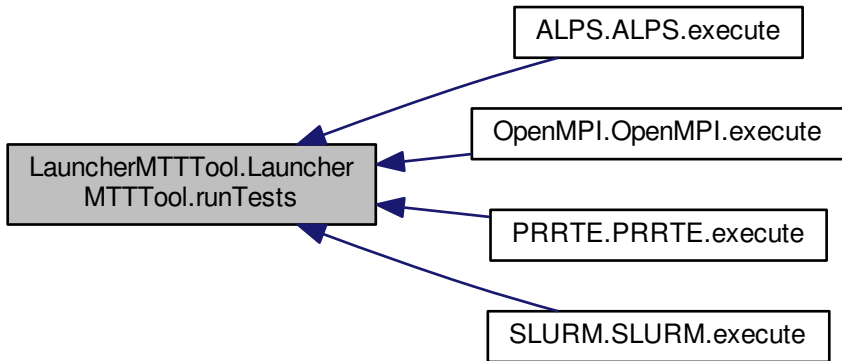 ALPS.ALPS.execute
OpenMPI.OpenMPI.execute
LauncherMTTTool.Launcher
MTTTool.runTests
PRRTE.PRRTE.execute
SLURM.SLURM.execute